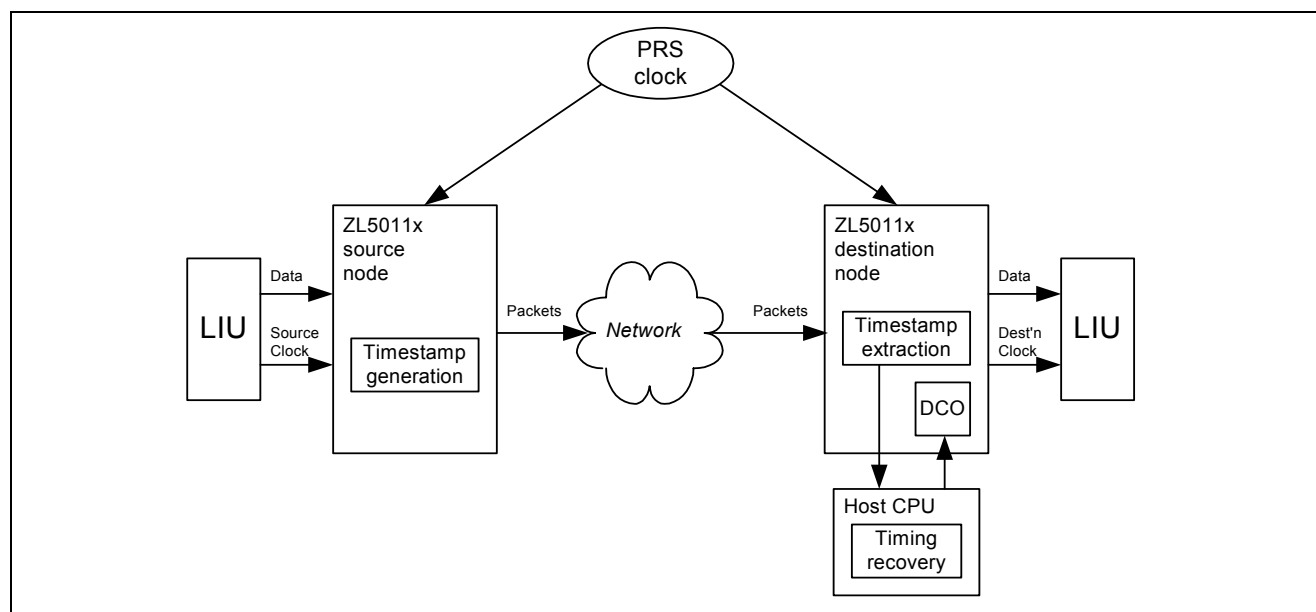 PRS
clock
ZL5011x
source
node
ZL5011x
destination
node
LIU
Data
Source
Clock
Timestamp
generation
Packets
Network
Packets
Timestamp
extraction
DCO
Data
Dest'n
Clock
LIU
Host CPU
Timing
recovery